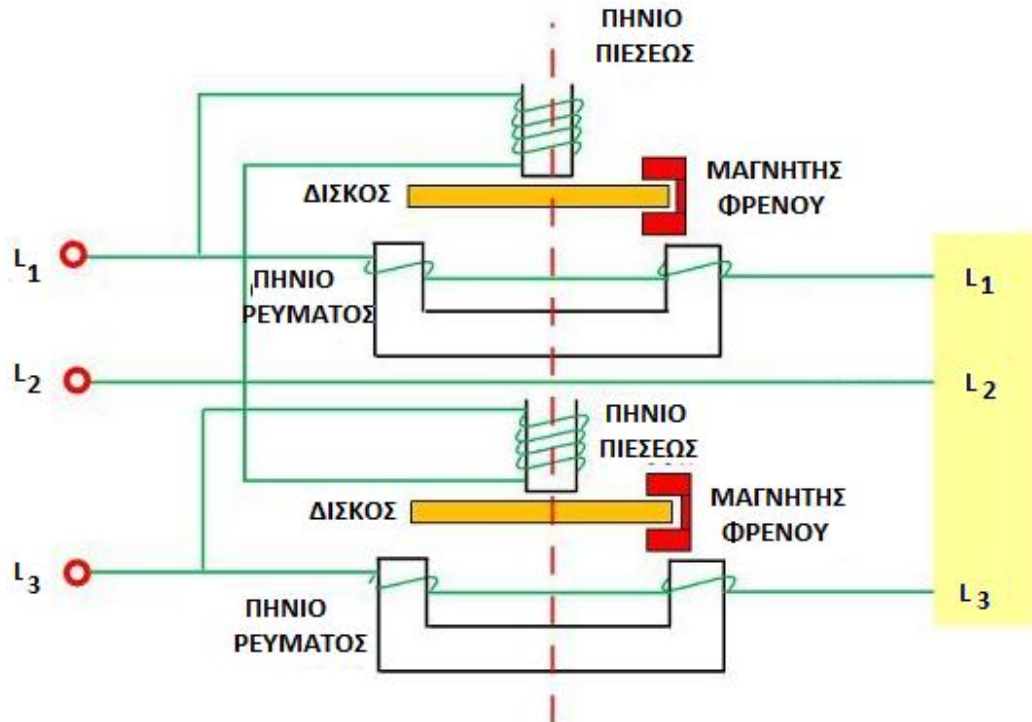 ΠΗΝΙΟ
ΠΙΕΣΕΩΣ
ΔΙΣΚΟΣ
ΜΑΓΝΗΤΗΣ
ΦΡΕΝΟΥ
L1
ΠΗΝΙΟ
ΡΕΥΜΑΤΟΣ
L1
L2
L2
ΠΗΝΙΟ
ΠΙΕΣΕΩΣ
ΔΙΣΚΟΣ
ΜΑΓΝΗΤΗΣ
ΦΡΕΝΟΥ
L3
ΠΗΝΙΟ
ΡΕΥΜΑΤΟΣ
L3